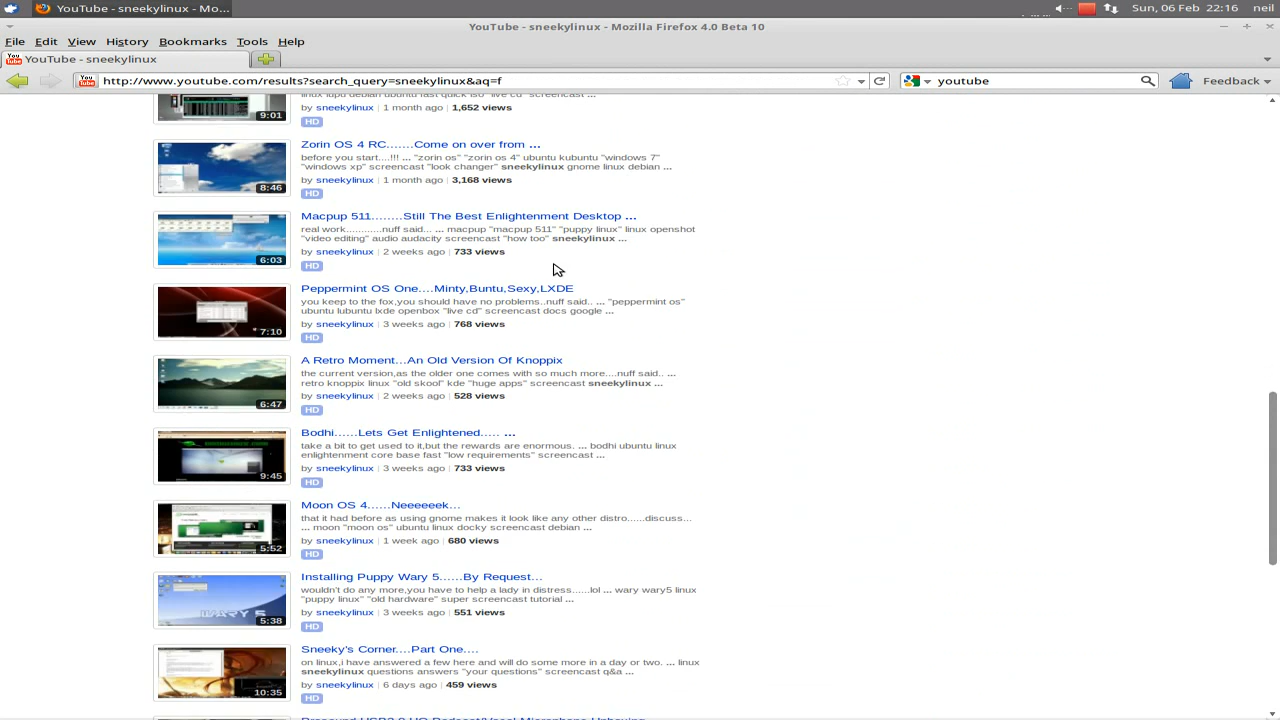 YouTube - sneekylinux - Mo...
Sun, 06 Feb 22:16 neil
YouTube - sneekylinux - Mozilla Firefox 4.0 Beta 10
File Edit View History Bookmarks Tools Help
YouTube - sneekylinux
http://www.youtube.com/results?search_query=sneekylinux&aq=f
youtube
Feedback
linux lupu debian ubuntu fast quick iso "live cd" screencast ...
9:01
by sneekylinux 1 month ago 1,652 views
HD
Zorin OS 4 RC.......Come on over from ...
before you start....!!! ... "zorin os" "zorin os 4" ubuntu kubuntu "windows 7"
"windows xp" screencast "look changer" sneekylinux gnome linux debian ...
8:46
by sneekylinux 1 month ago 3,168 views
HD
Macpup 511........Still The Best Enlightenment Desktop ...
real work............nuff said... ... macpup "macpup 511" "puppy linux" linux openshot
"video editing" audio audacity screencast "how too" sneekylinux ...
6:03
by sneekylinux 2 weeks ago 733 views
HD
Peppermint OS One....Minty,Buntu,Sexy,LXDE
you keep to the fox,you should have no problems..nuff said.. ... "peppermint os"
ubuntu lubuntu lxde openbox "live cd" screencast docs google ...
7:10
by sneekylinux 3 weeks ago 768 views
HD
A Retro Moment...An Old Version Of Knoppix
the current version,as the older one comes with so much more....nuff said.. ...
retro knoppix linux "old skool" kde "huge apps" screencast sneekylinux ...
6:47
by sneekylinux 2 weeks ago 528 views
HD
Bodhi......Lets Get Enlightened..... ...
take a bit to get used to it,but the rewards are enormous. ... bodhi ubuntu linux
enlightenment core base fast "low requirements" screencast ...
9:45
by sneekylinux 3 weeks ago 733 views
HD
Moon OS 4......Neeeeeek...
that it had before as using gnome makes it look like any other distro......discuss...
... moon "moon os" ubuntu linux docky screencast debian ...
5:52
by sneekylinux 1 week ago 680 views
HD
Installing Puppy Wary 5......By Request...
wouldn't do any more,you have to help a lady in distress......lol ... wary wary5 linux
"puppy linux" "old hardware" super screencast tutorial ...
WARY 5
5:38
by sneekylinux 3 weeks ago 551 views
HD
Sneeky's Corner....Part One....
on linux,i have answered a few here and will do some more in a day or two. ... linux
sneekylinux questions answers "your questions" screencast q&a ...
10:35
by sneekylinux 6 days ago 459 views
HD